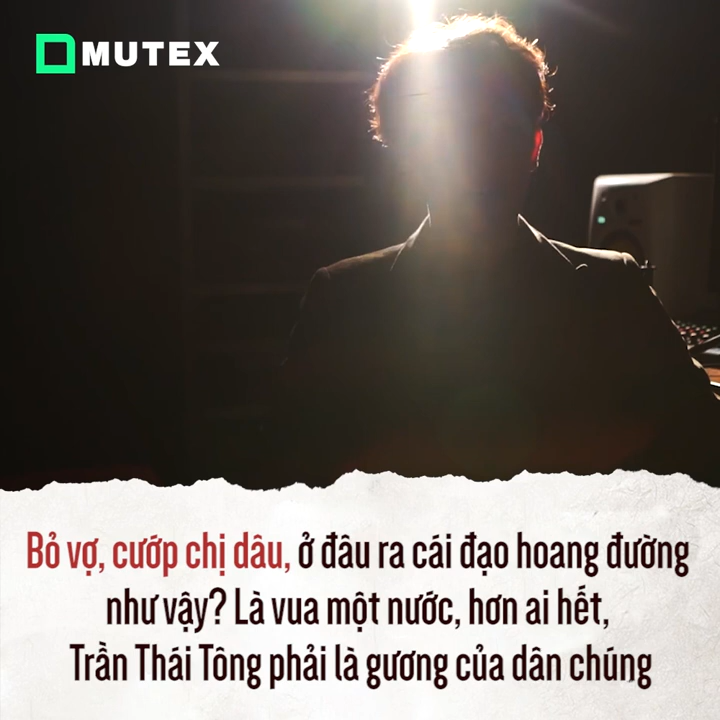 MUTEX
Bỏ vợ, cướp chị dâu, ở đâu ra cái đạo hoang đường
như vậy? Là vua một nước, hơn ai hết,
Trần Thái Tông phải là gương của dân chúng